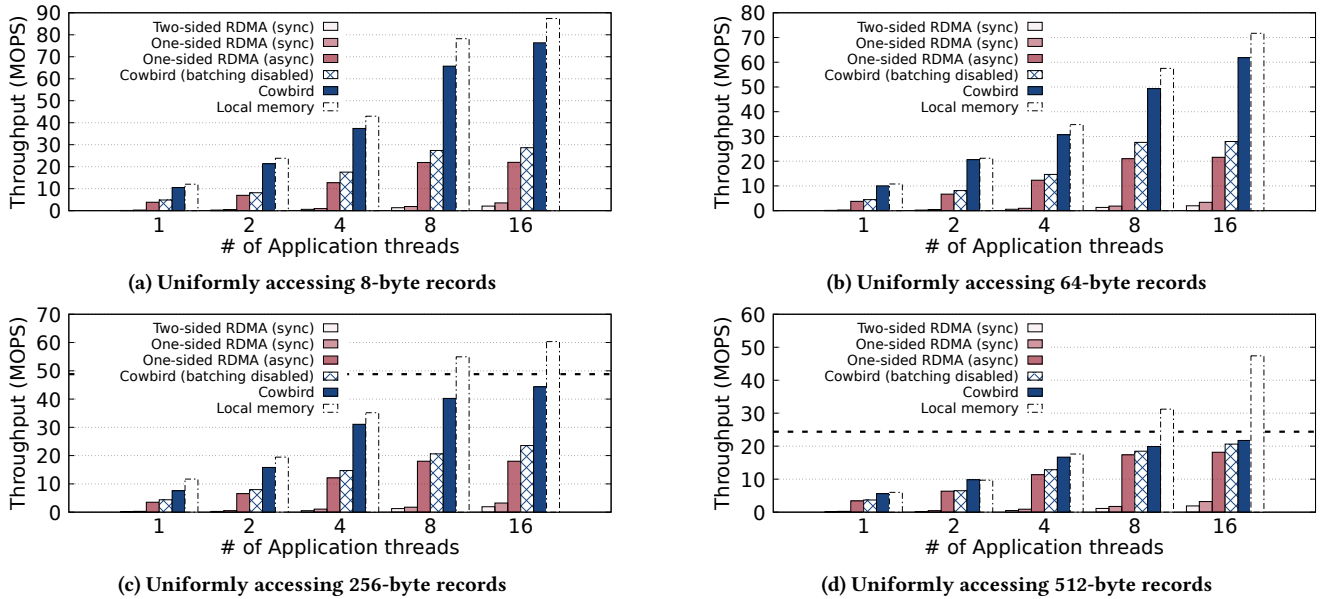 90
80
70
60
50
40
30
20
10
0
Throughput (MOPS)
Two-sided RDMA (sync)
One-sided RDMA (sync)
One-sided RDMA (async)
Cowbird (batching disabled)
Cowbird
Local memory
1 2 4 8 16
# of Application threads
(a) Uniformly accessing 8-byte records
80
70
60
50
40
30
20
10
0
Throughput (MOPS)
Two-sided RDMA (sync)
One-sided RDMA (sync)
One-sided RDMA (async)
Cowbird (batching disabled)
Cowbird
Local memory
1 2 4 8 16
# of Application threads
(b) Uniformly accessing 64-byte records
70
60
50
40
30
20
10
0
Throughput (MOPS)
Two-sided RDMA (sync)
One-sided RDMA (sync)
One-sided RDMA (async)
Cowbird (batching disabled)
Cowbird
Local memory
1 2 4 8 16
# of Application threads
(c) Uniformly accessing 256-byte records
60
50
40
30
20
10
0
Throughput (MOPS)
Two-sided RDMA (sync)
One-sided RDMA (sync)
One-sided RDMA (async)
Cowbird (batching disabled)
Cowbird
Local memory
1 2 4 8 16
# of Application threads
(d) Uniformly accessing 512-byte records